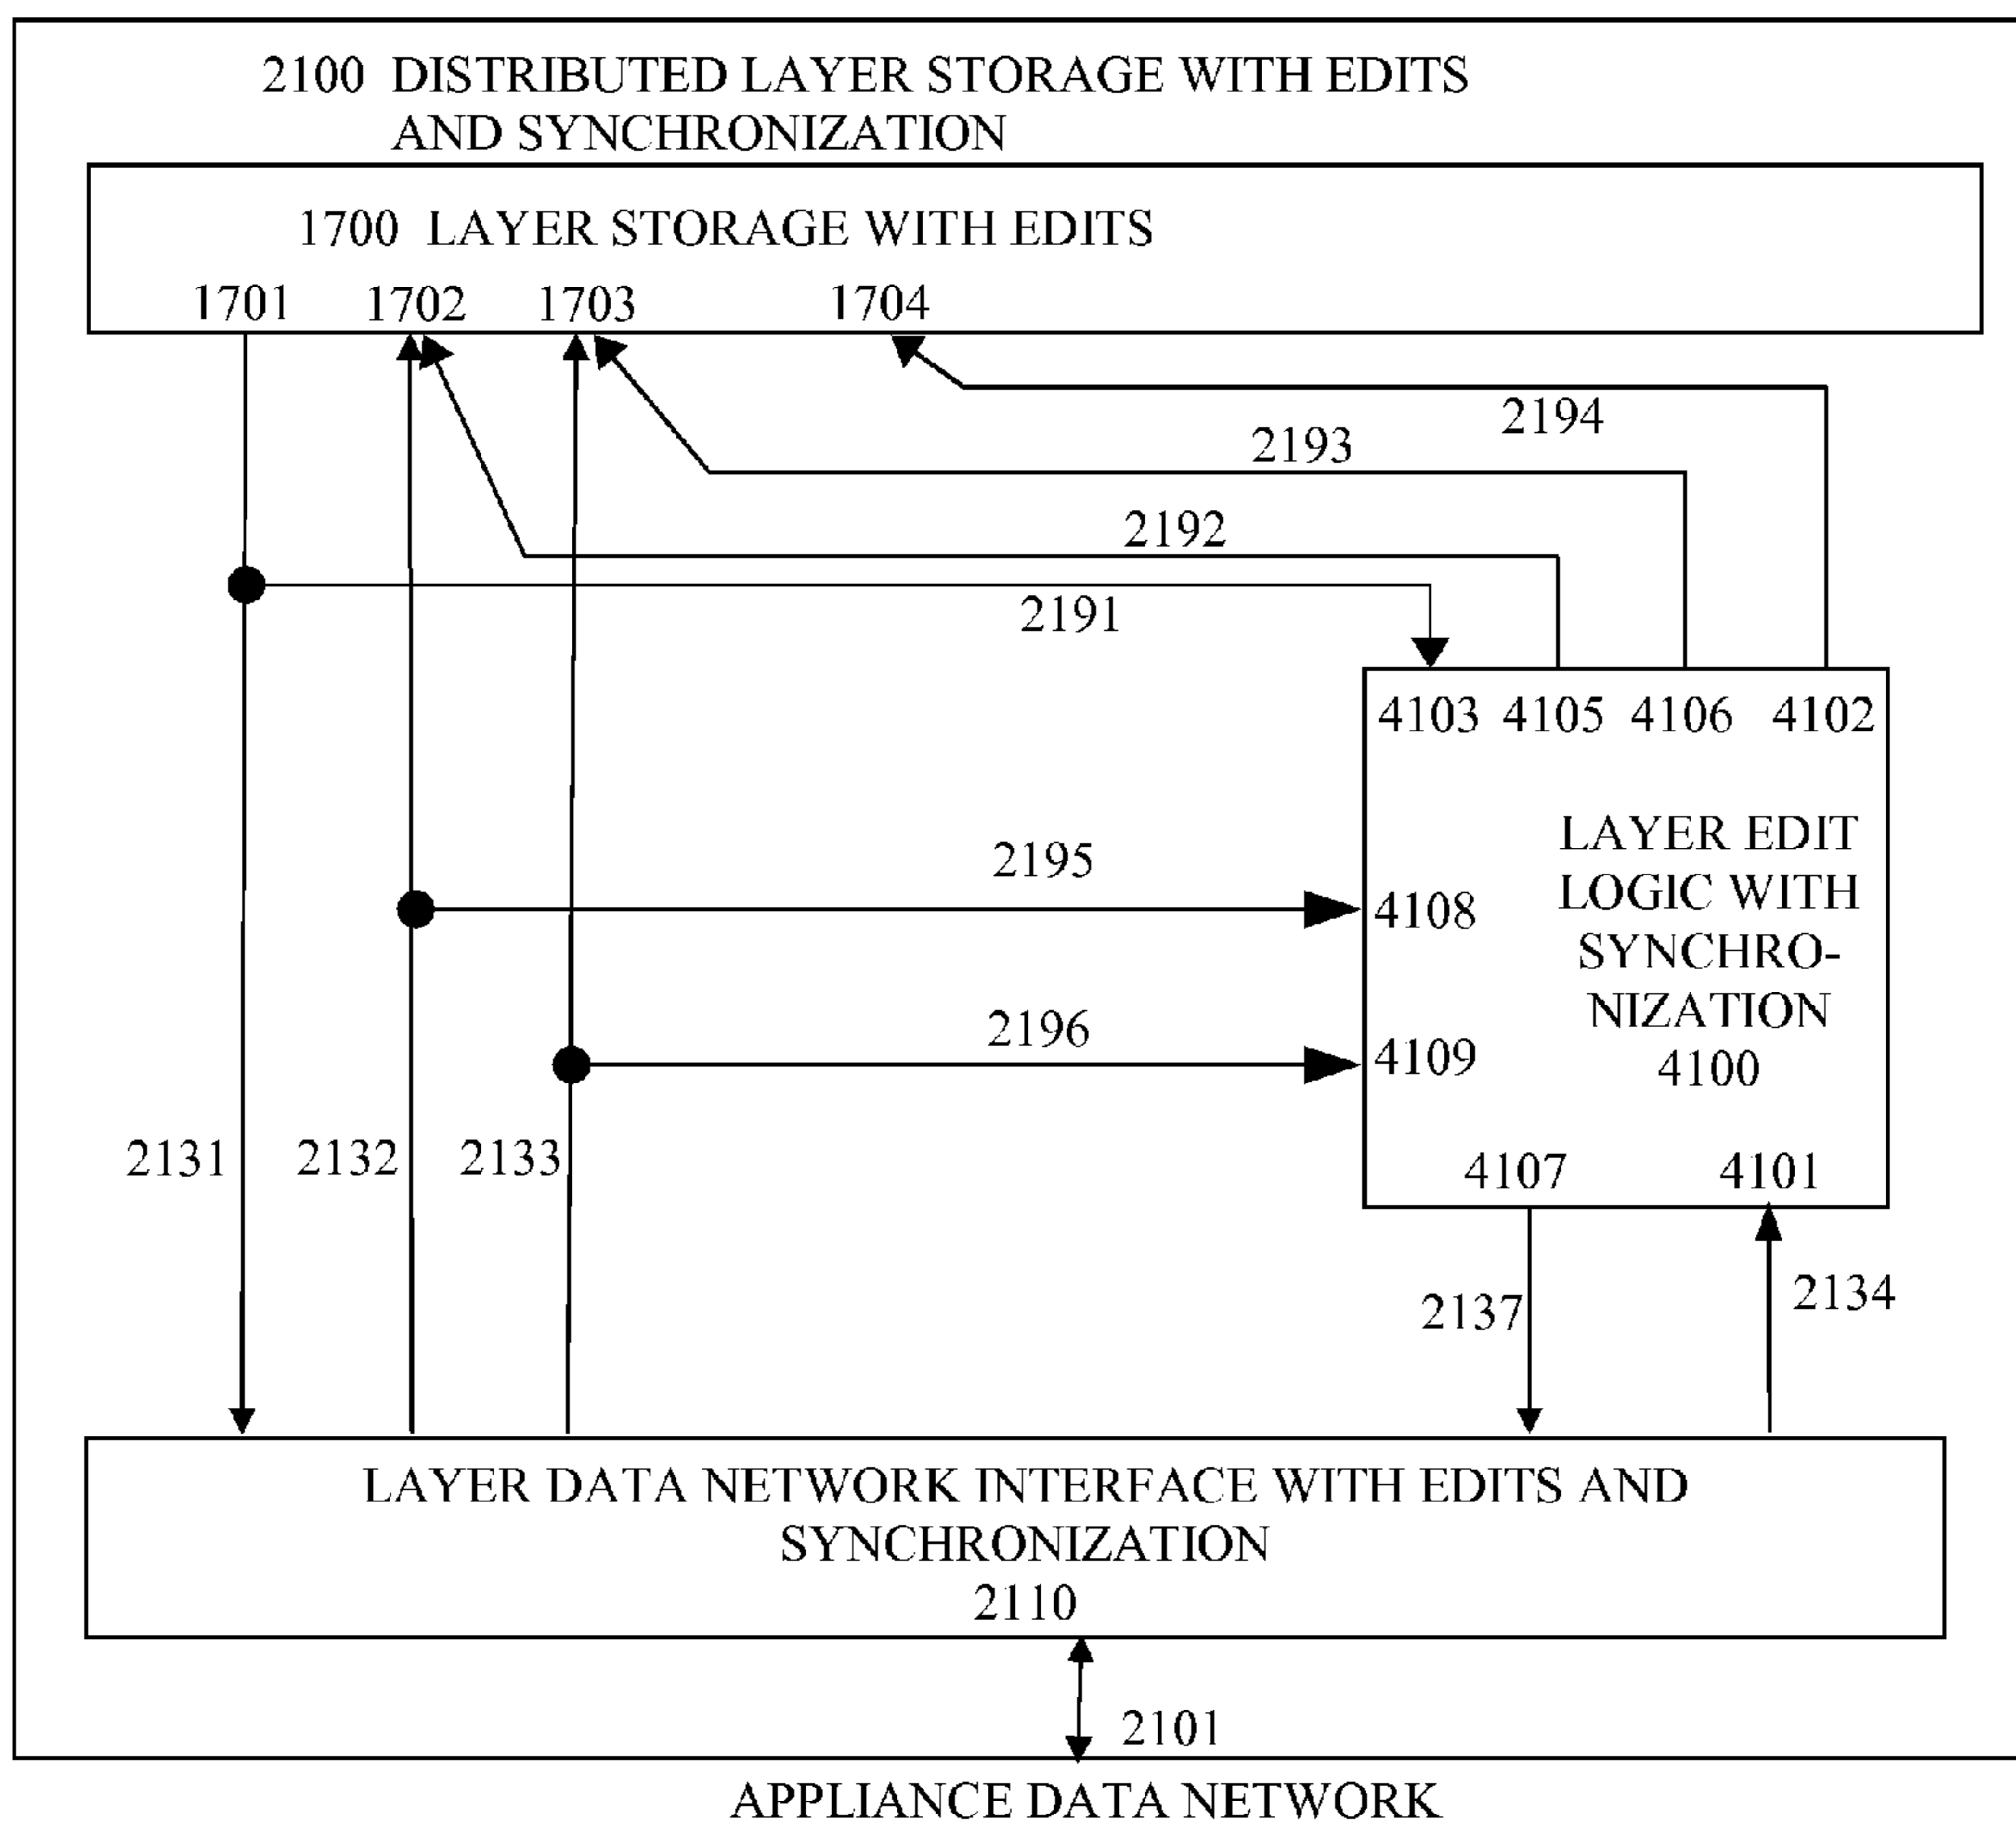 2100 DISTRIBUTED LAYER STORAGE WITH EDITS
AND SYNCHRONIZATION
1700 LAYER STORAGE WITH EDITS
1701 1702 1703 1704
2194
2193
2192
2191
4103 4105 4106 4102
LAYER EDIT
LOGIC WITH
SYNCHRO-
NIZATION
4100
2195
4108
2196
4109
2131 2132 2133
4107 4101
2137
2134
LAYER DATA NETWORK INTERFACE WITH EDITS AND
SYNCHRONIZATION
2110
2101
APPLIANCE DATA NETWORK